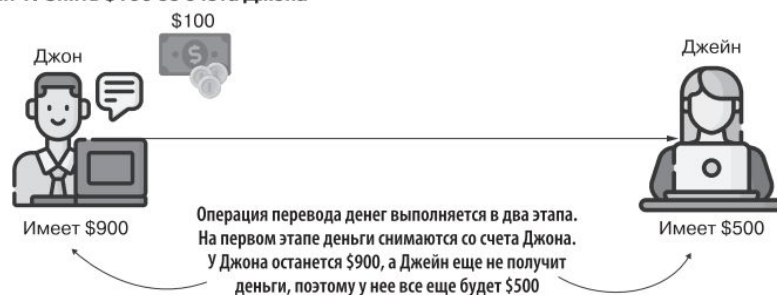 $100
Джон
Джейн
Имеет $900
Имеет $500
Операция перевода денег выполняется в два этапа.
На первом этапе деньги снимаются со счета Джона.
У Джона останется $900, а Джейн еще не получит
деньги, поэтому у нее все еще будет $500